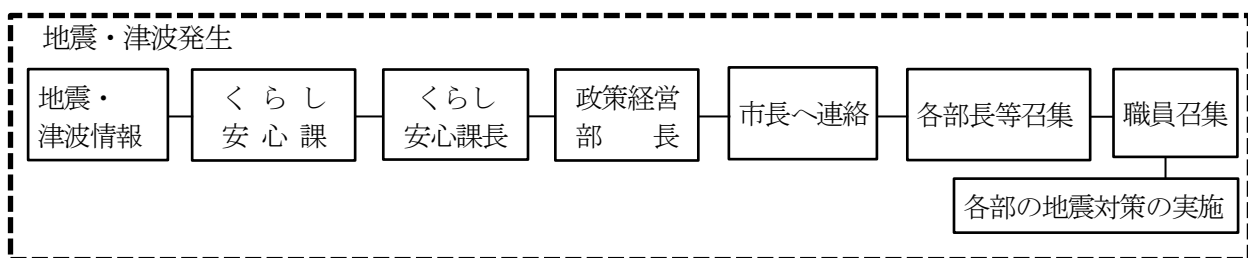 地震・津波発生
地震・
津波情報
くらし
安心課
くらし
安心課長
政策経営
部長
市長へ連絡
各部長等召集
職員召集
各部の地震対策の実施